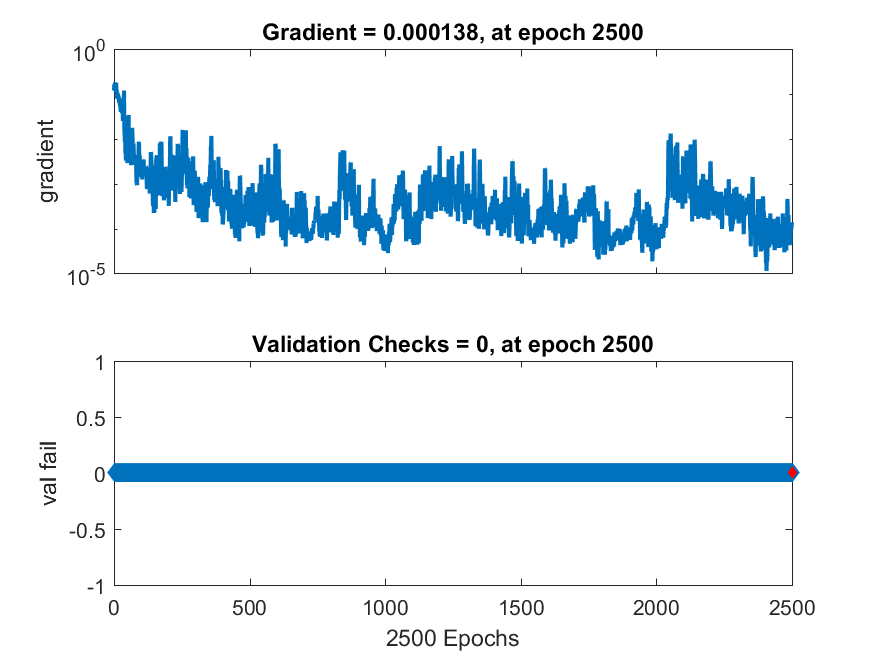 Gradient = 0.000138, at epoch 2500
10^0
gradient
10^-5
Validation Checks = 0, at epoch 2500
1
0.5
0
val fail
-0.5
-1
0 500 1000 1500 2000 2500
2500 Epochs